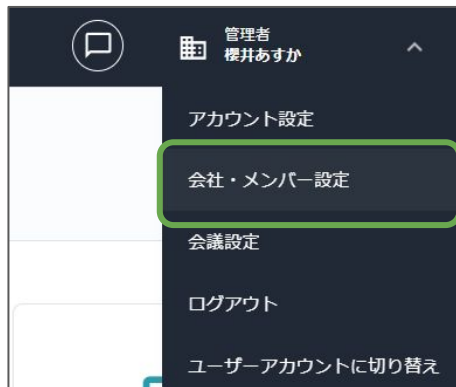 管理者
櫻井あすか
アカウント設定
会社・メンバー設定
会議設定
ログアウト
ユーザーアカウントに切り替え